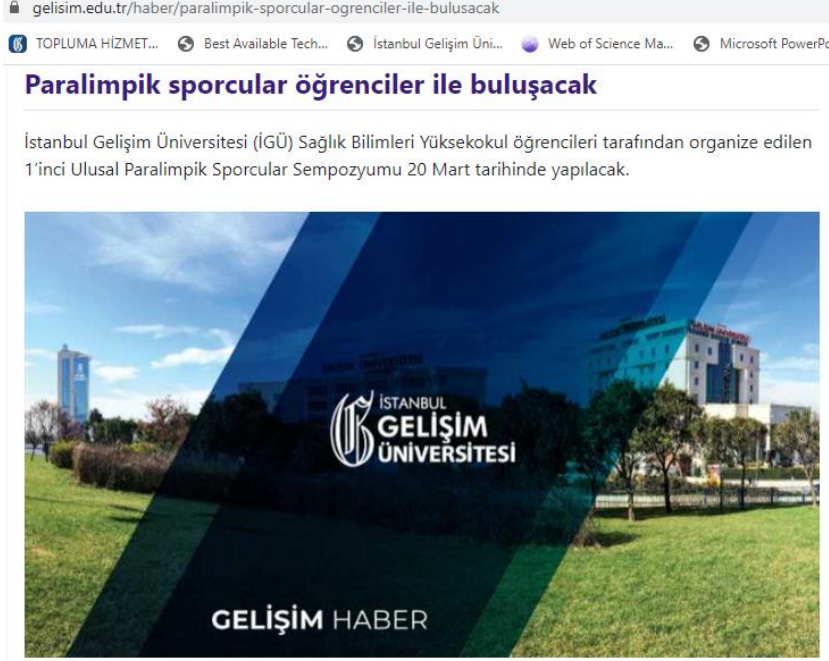 gelisim.edu.tr/haber/paralimpik-sporcular-ogrenciler-ile-bulusacak
TOPLUMA HİZMET... Best Available Tech... İstanbul Gelişim Üni... Web of Science Ma... Microsoft PowerPo
Paralimpik sporcular öğrenciler ile buluşacak
İstanbul Gelişim Üniversitesi (İGÜ) Sağlık Bilimleri Yüksekokul öğrencileri tarafından organize edilen
1’inci Ulusal Paralimpik Sporcular Sempozyumu 20 Mart tarihinde yapılacak.
İSTANBUL
GELİŞİM
ÜNİVERSİTESİ
GELİŞİM HABER